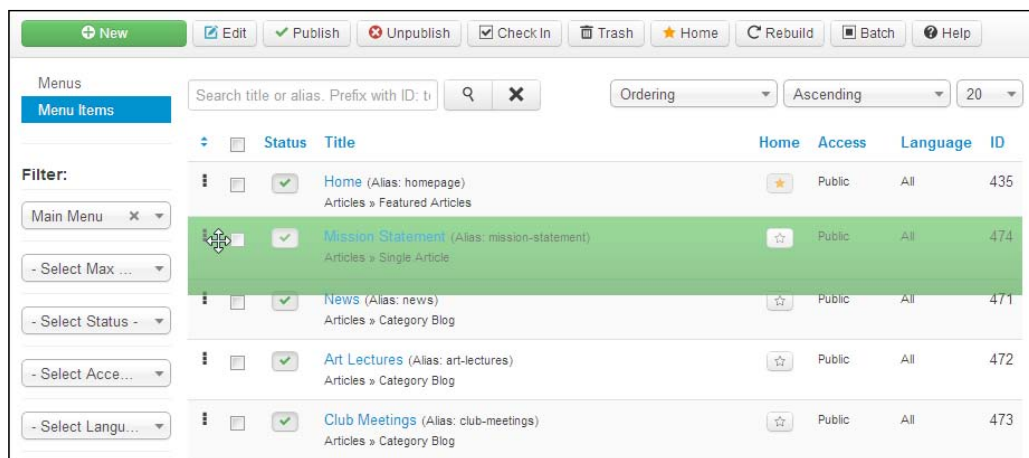 New Edit Publish Unpublish Check In Trash Home Rebuild Batch Help
Menus
Menu Items
Search title or alias. Prefix with ID: Ordering Ascending 20
Status Title Home Access Language ID
Filter:
Main Menu
- Select Max ...
- Select Status -
- Select Acce...
- Select Langu...
Home (Alias: homepage) Public All 435
Articles » Featured Articles
Mission Statement (Alias: mission-statement) Public All 474
Articles » Single Article
News (Alias: news) Public All 471
Articles » Category Blog
Art Lectures (Alias: art-lectures) Public All 472
Articles » Category Blog
Club Meetings (Alias: club-meetings) Public All 473
Articles » Category Blog